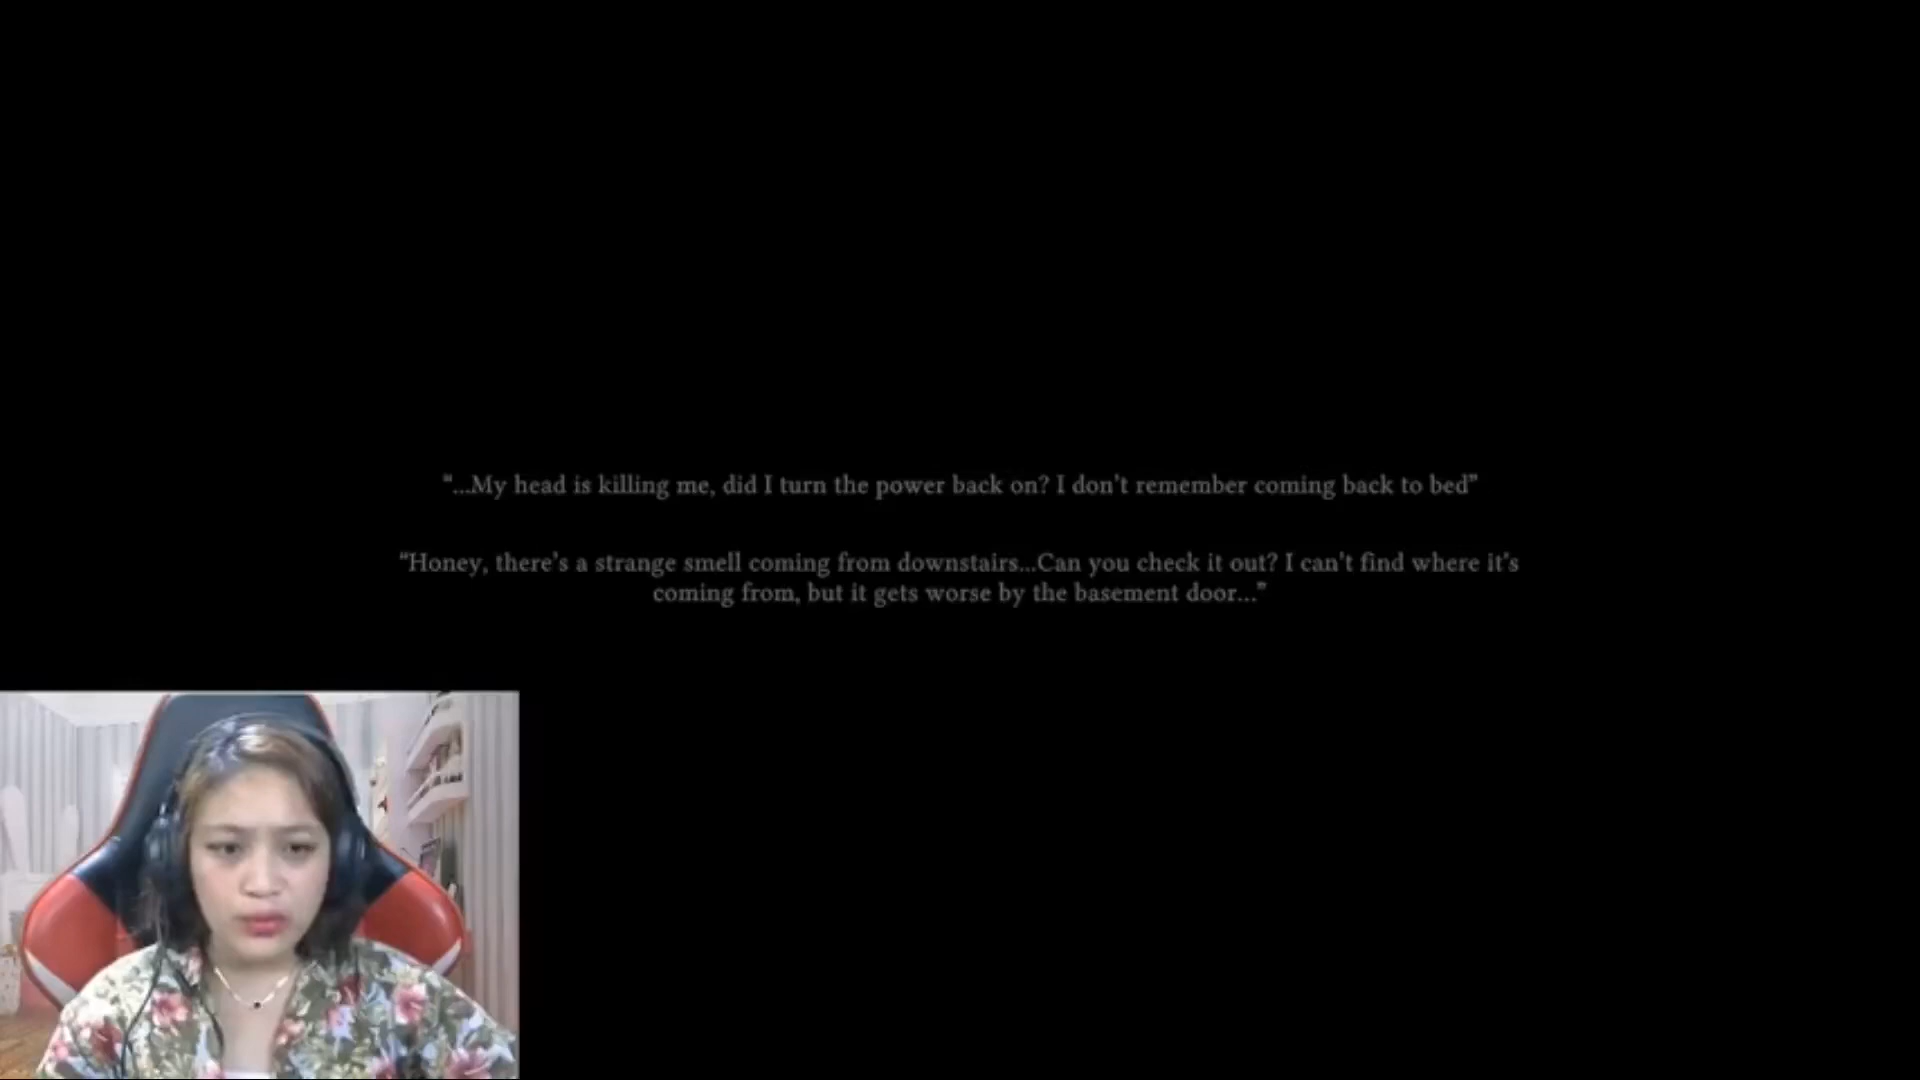 “...My head is killing me, did I turn the power back on? I don’t remember coming back to bed”
“Honey, there’s a strange smell coming from downstairs...Can you check it out? I can’t find where it’s
coming from, but it gets worse by the basement door...”